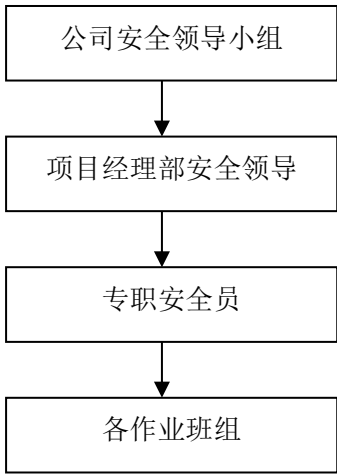 公司安全领导小组
项目经理部安全领导
专职安全员
各作业班组